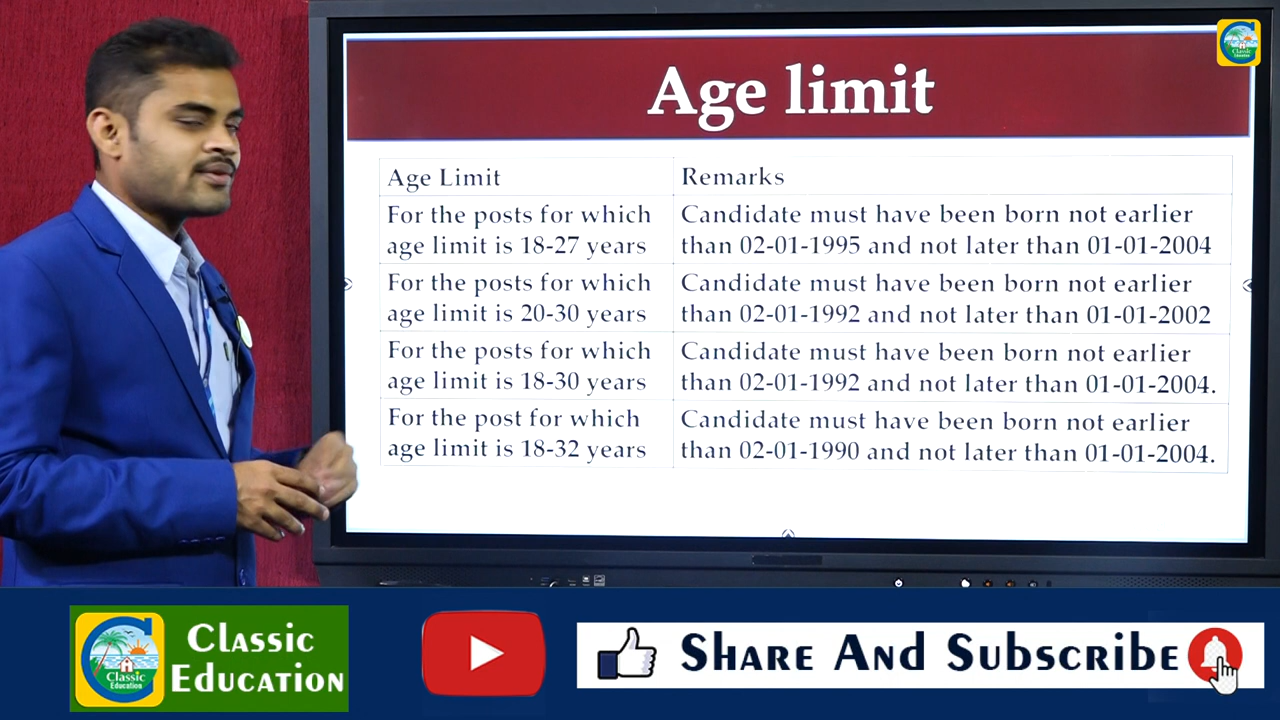 Age limit
Classic
Education
Age Limit
Remarks
For the posts for which
age limit is 18-27 years
Candidate must have been born not earlier
than 02-01-1995 and not later than 01-01-2004
For the posts for which
age limit is 20-30 years
Candidate must have been born not earlier
than 02-01-1992 and not later than 01-01-2002
For the posts for which
age limit is 18-30 years
Candidate must have been born not earlier
than 02-01-1992 and not later than 01-01-2004.
For the post for which
age limit is 18-32 years
Candidate must have been born not earlier
than 02-01-1990 and not later than 01-01-2004.
Classic
Education
Classic
Education
Share And Subscribe